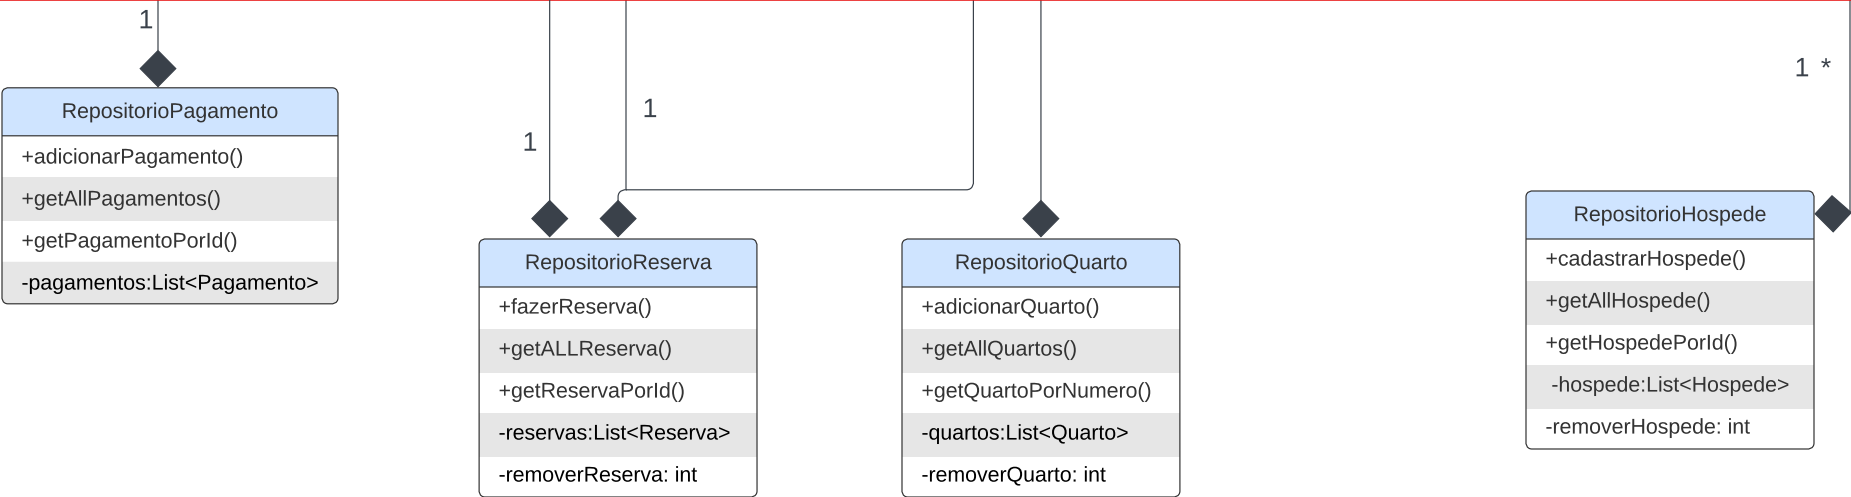 1
RepositorioPagamento
+adicionarPagamento()
+getAllPagamentos()
+getPagamentoPorId()
-pagamentos:List<Pagamento>
1
1
RepositorioReserva
+fazerReserva()
+getALLReserva()
+getReservaPorId()
-reservas:List<Reserva>
-removerReserva: int
RepositorioQuarto
+adicionarQuarto()
+getAllQuartos()
+getQuartoPorNumero()
-quartos:List<Quarto>
-removerQuarto: int
1 *
RepositorioHospede
+cadastrarHospede()
+getAllHospede()
+getHospedePorId()
-hospede:List<Hospede>
-removerHospede: int